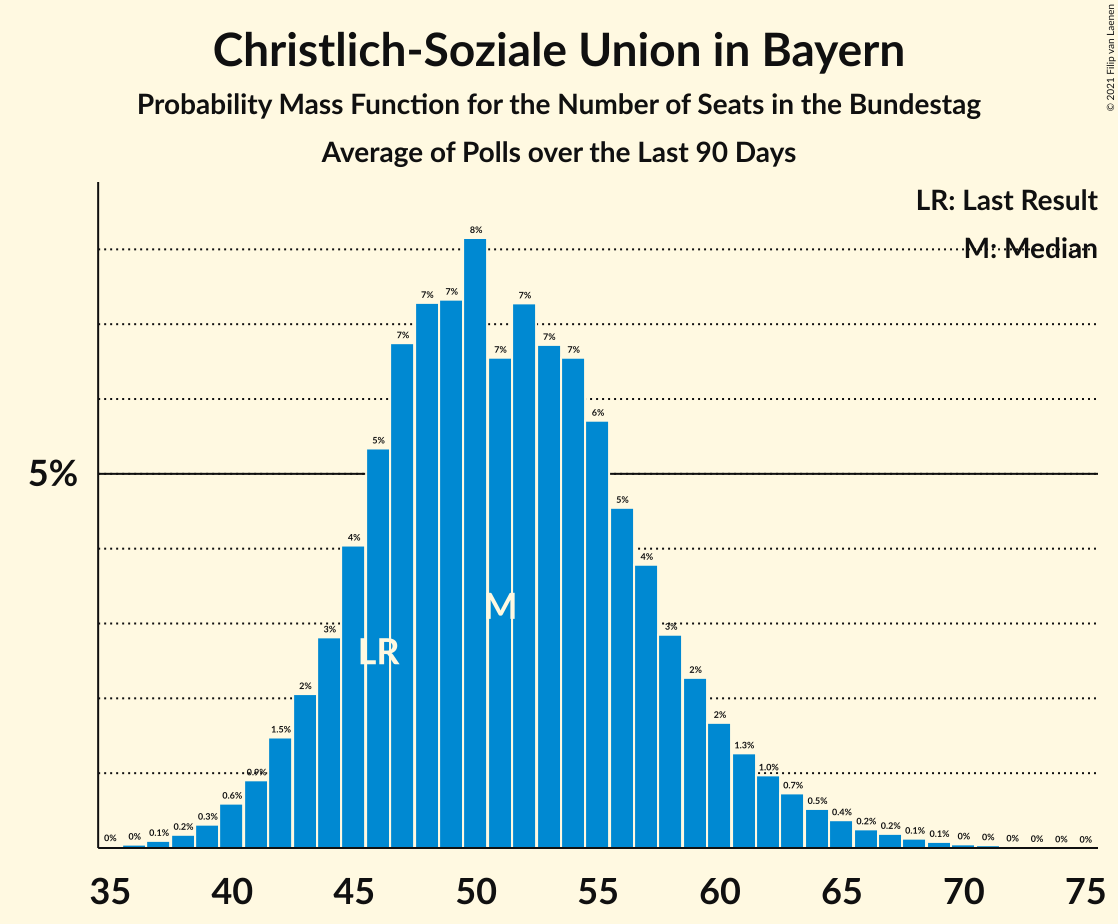 Christlich-Soziale Union in Bayern
Probability Mass Function for the Number of Seats in the Bundestag
Average of Polls over the Last 90 Days
© 2021 Filip van Laenen
LR: Last Result
M: Median
5%
0% 0% 0.1% 0.2% 0.3% 0.6% 0.9% 1.5% 2% 3% 4% 5% 7% 7% 7% 8% 7% 7% 7% 7% 6% 5% 4% 3% 2% 2% 1.3% 1.0% 0.7% 0.5% 0.4% 0.2% 0.2% 0.1% 0.1% 0% 0% 0% 0% 0% 0%
M
LR
35 40 45 50 55 60 65 70 75